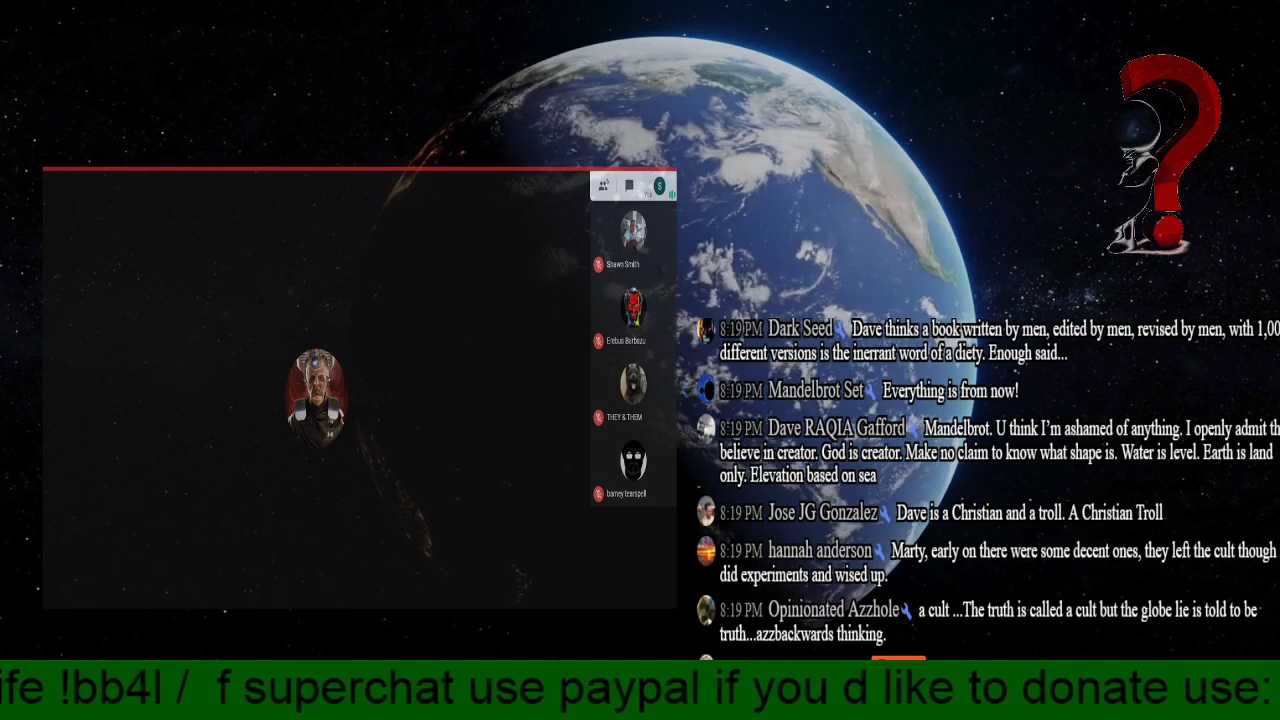 S
You
Shawn Smith
Erebus Barbazu
THEY & THEM
barney tearspell
?
8:19 PM Dark Seed Dave thinks a book written by men, edited by men, revised by men, with 1,00
different versions is the inerrant word of a diety. Enough said...
8:19 PM Mandelbrot Set Everything is from now!
8:19 PM Dave RAQIA Gafford Mandelbrot. U think I’m ashamed of anything. I openly admit th
believe in creator. God is creator. Make no claim to know what shape is. Water is level. Earth is land
only. Elevation based on sea
8:19 PM Jose JG Gonzalez Dave is a Christian and a troll. A Christian Troll
8:19 PM hannah anderson Marty, early on there were some decent ones, they left the cult though
did experiments and wised up.
8:19 PM Opinionated Azzhole a cult ...The truth is called a cult but the globe lie is told to be
truth...azzbackwards thinking.
ife !bb4l / f superchat use paypal if you d like to donate use: